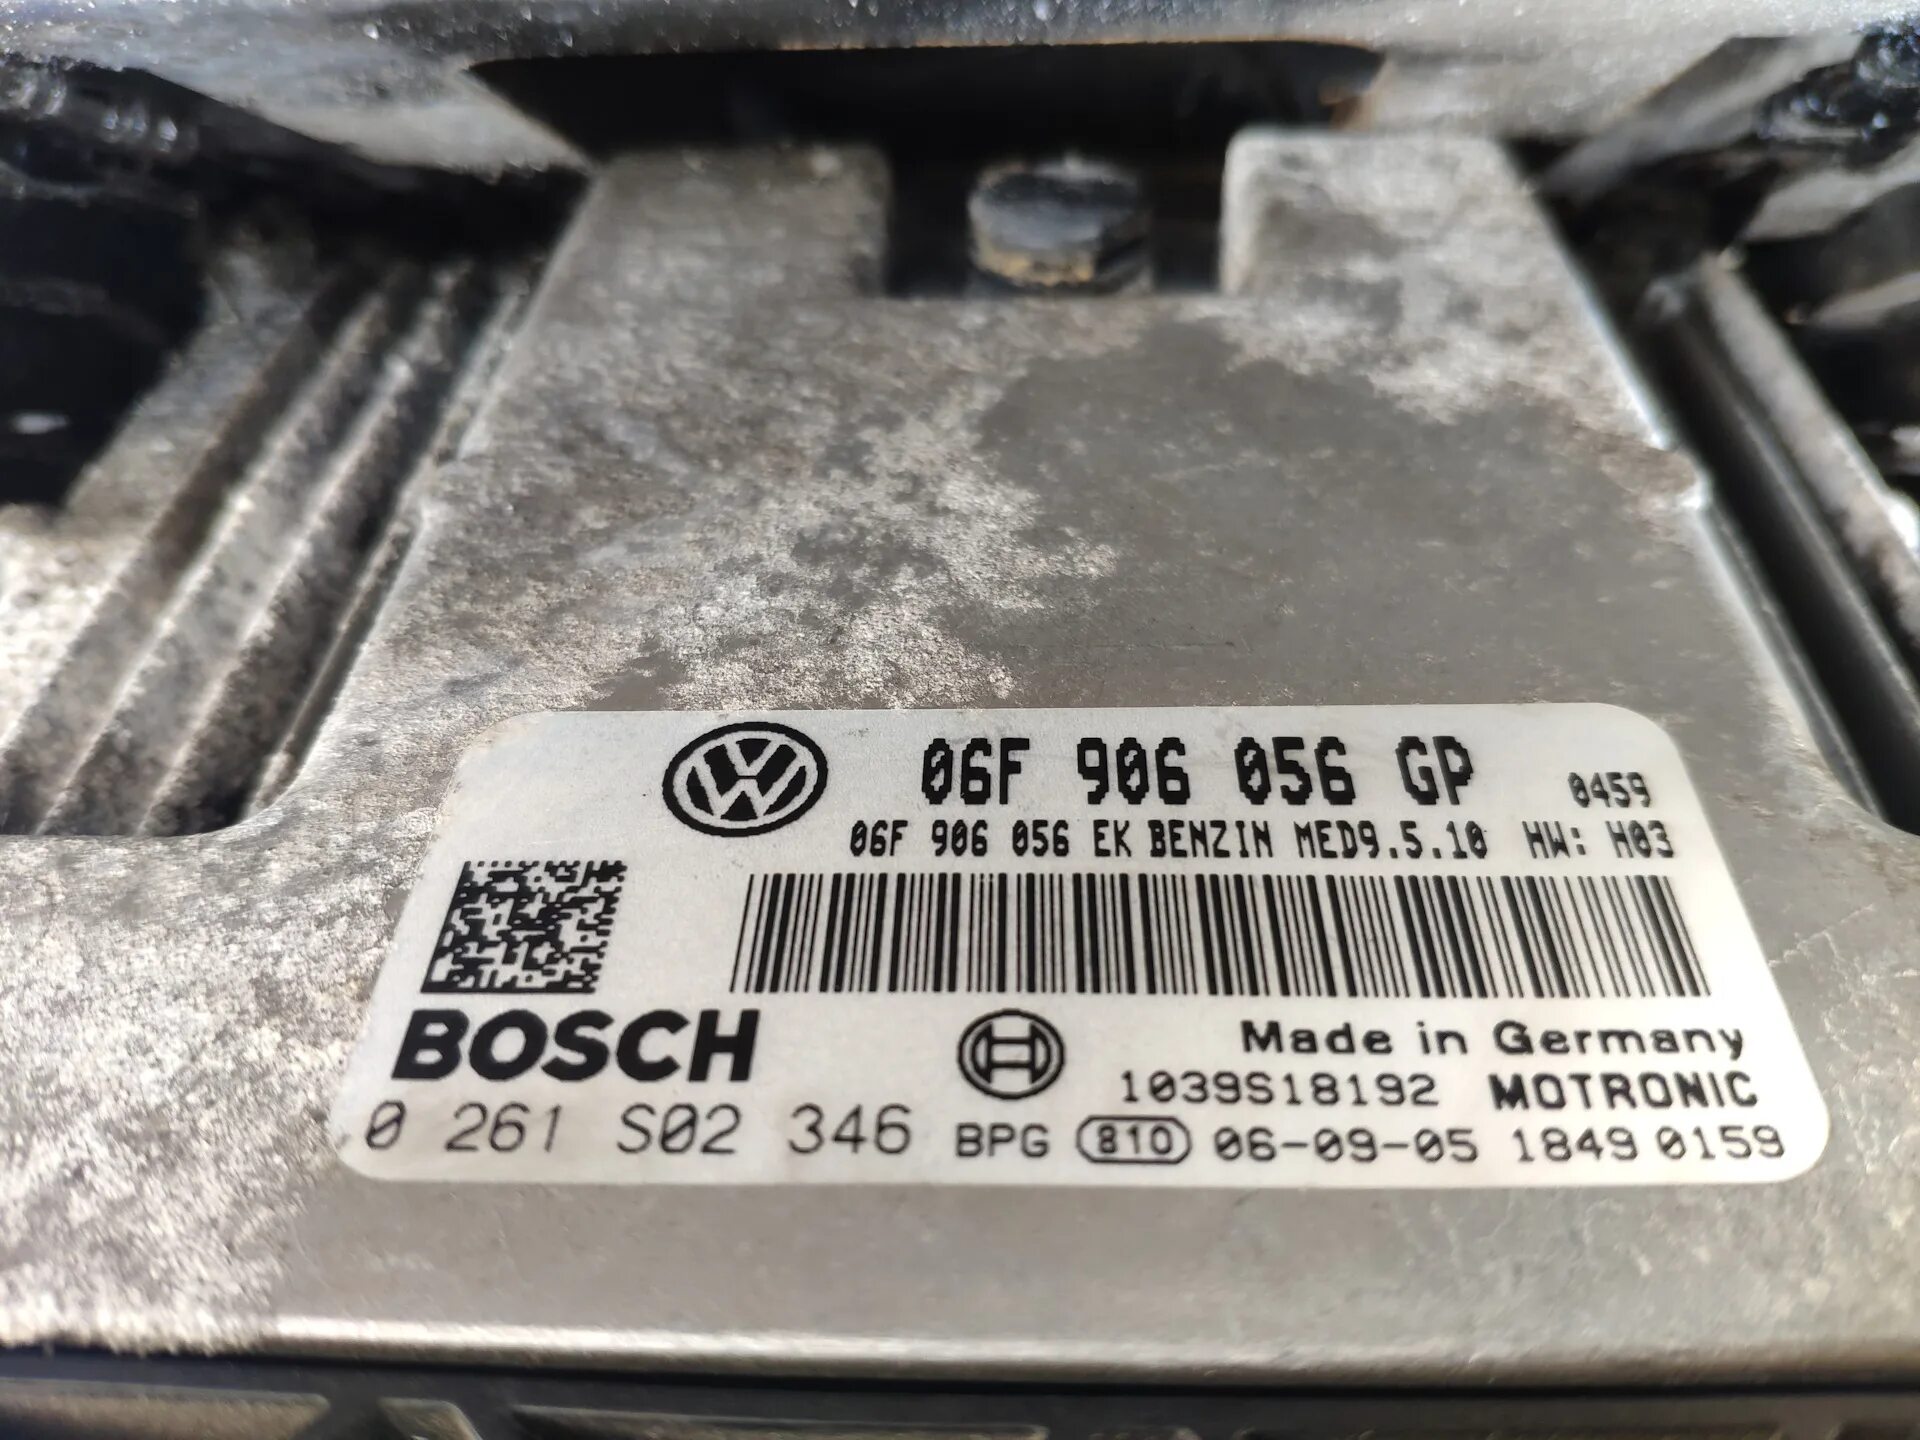 06F 906 056 GP 0459
06F 906 056 EK BENZIN MED9.5.10 HW: H03
BOSCH
Made in Germany
1039S18192 MOTRONIC
0 261 S02 346 BPG 810 06-09-05 1849 0159